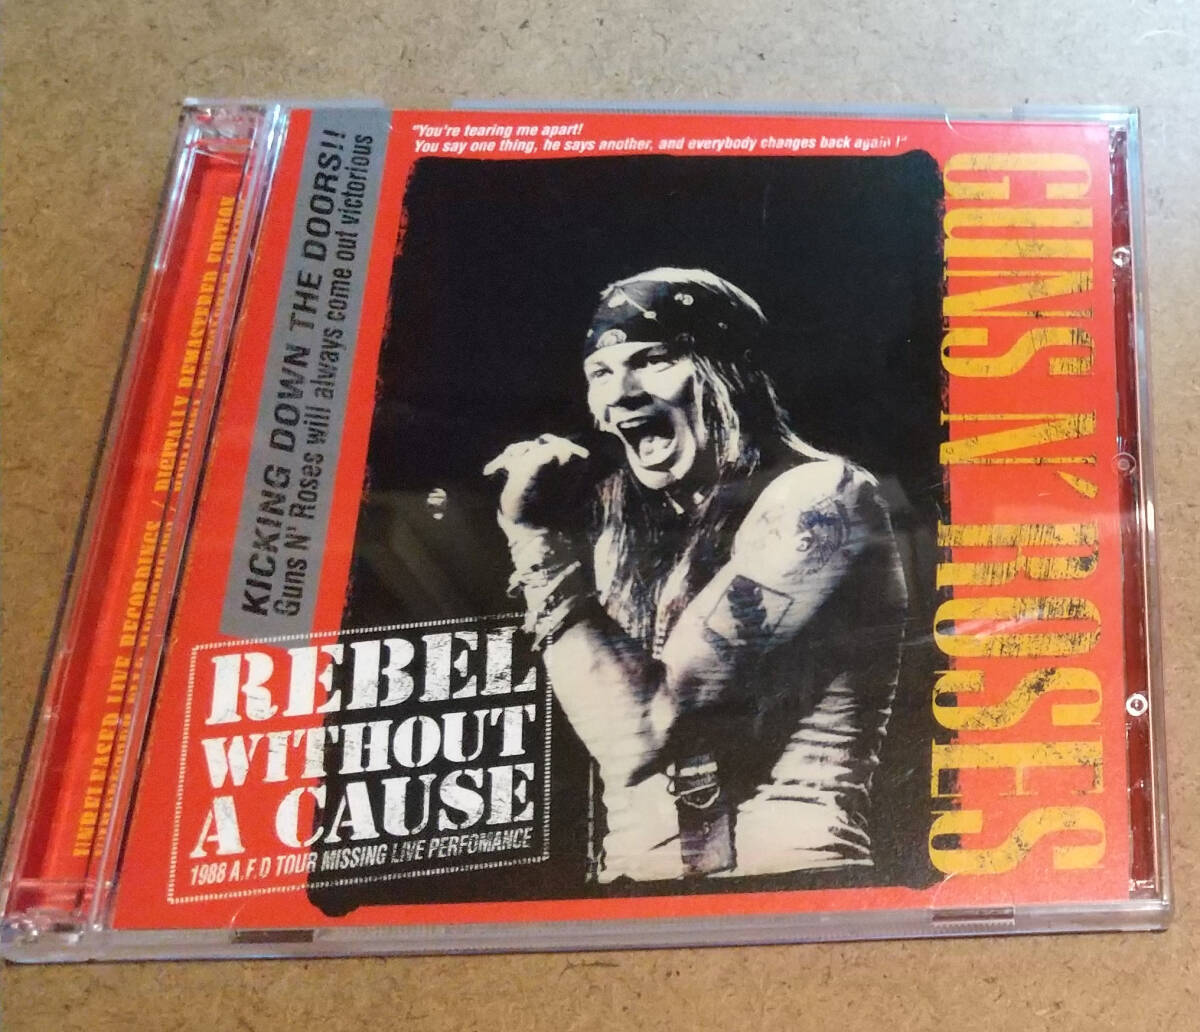 "You're tearing me apart!
You say one thing, he says another, and everybody changes back again !"
KICKING DOWN THE DOORS!!
Guns N' Roses will always come out victorious
GUNS N' ROSES
REBEL
WITHOUT
A CAUSE
1988 A.F.D TOUR MISSING LIVE PERFOMANCE
UNRELEASED LIVE RECORDINGS / DIGITALLY REMASTERED EDITION